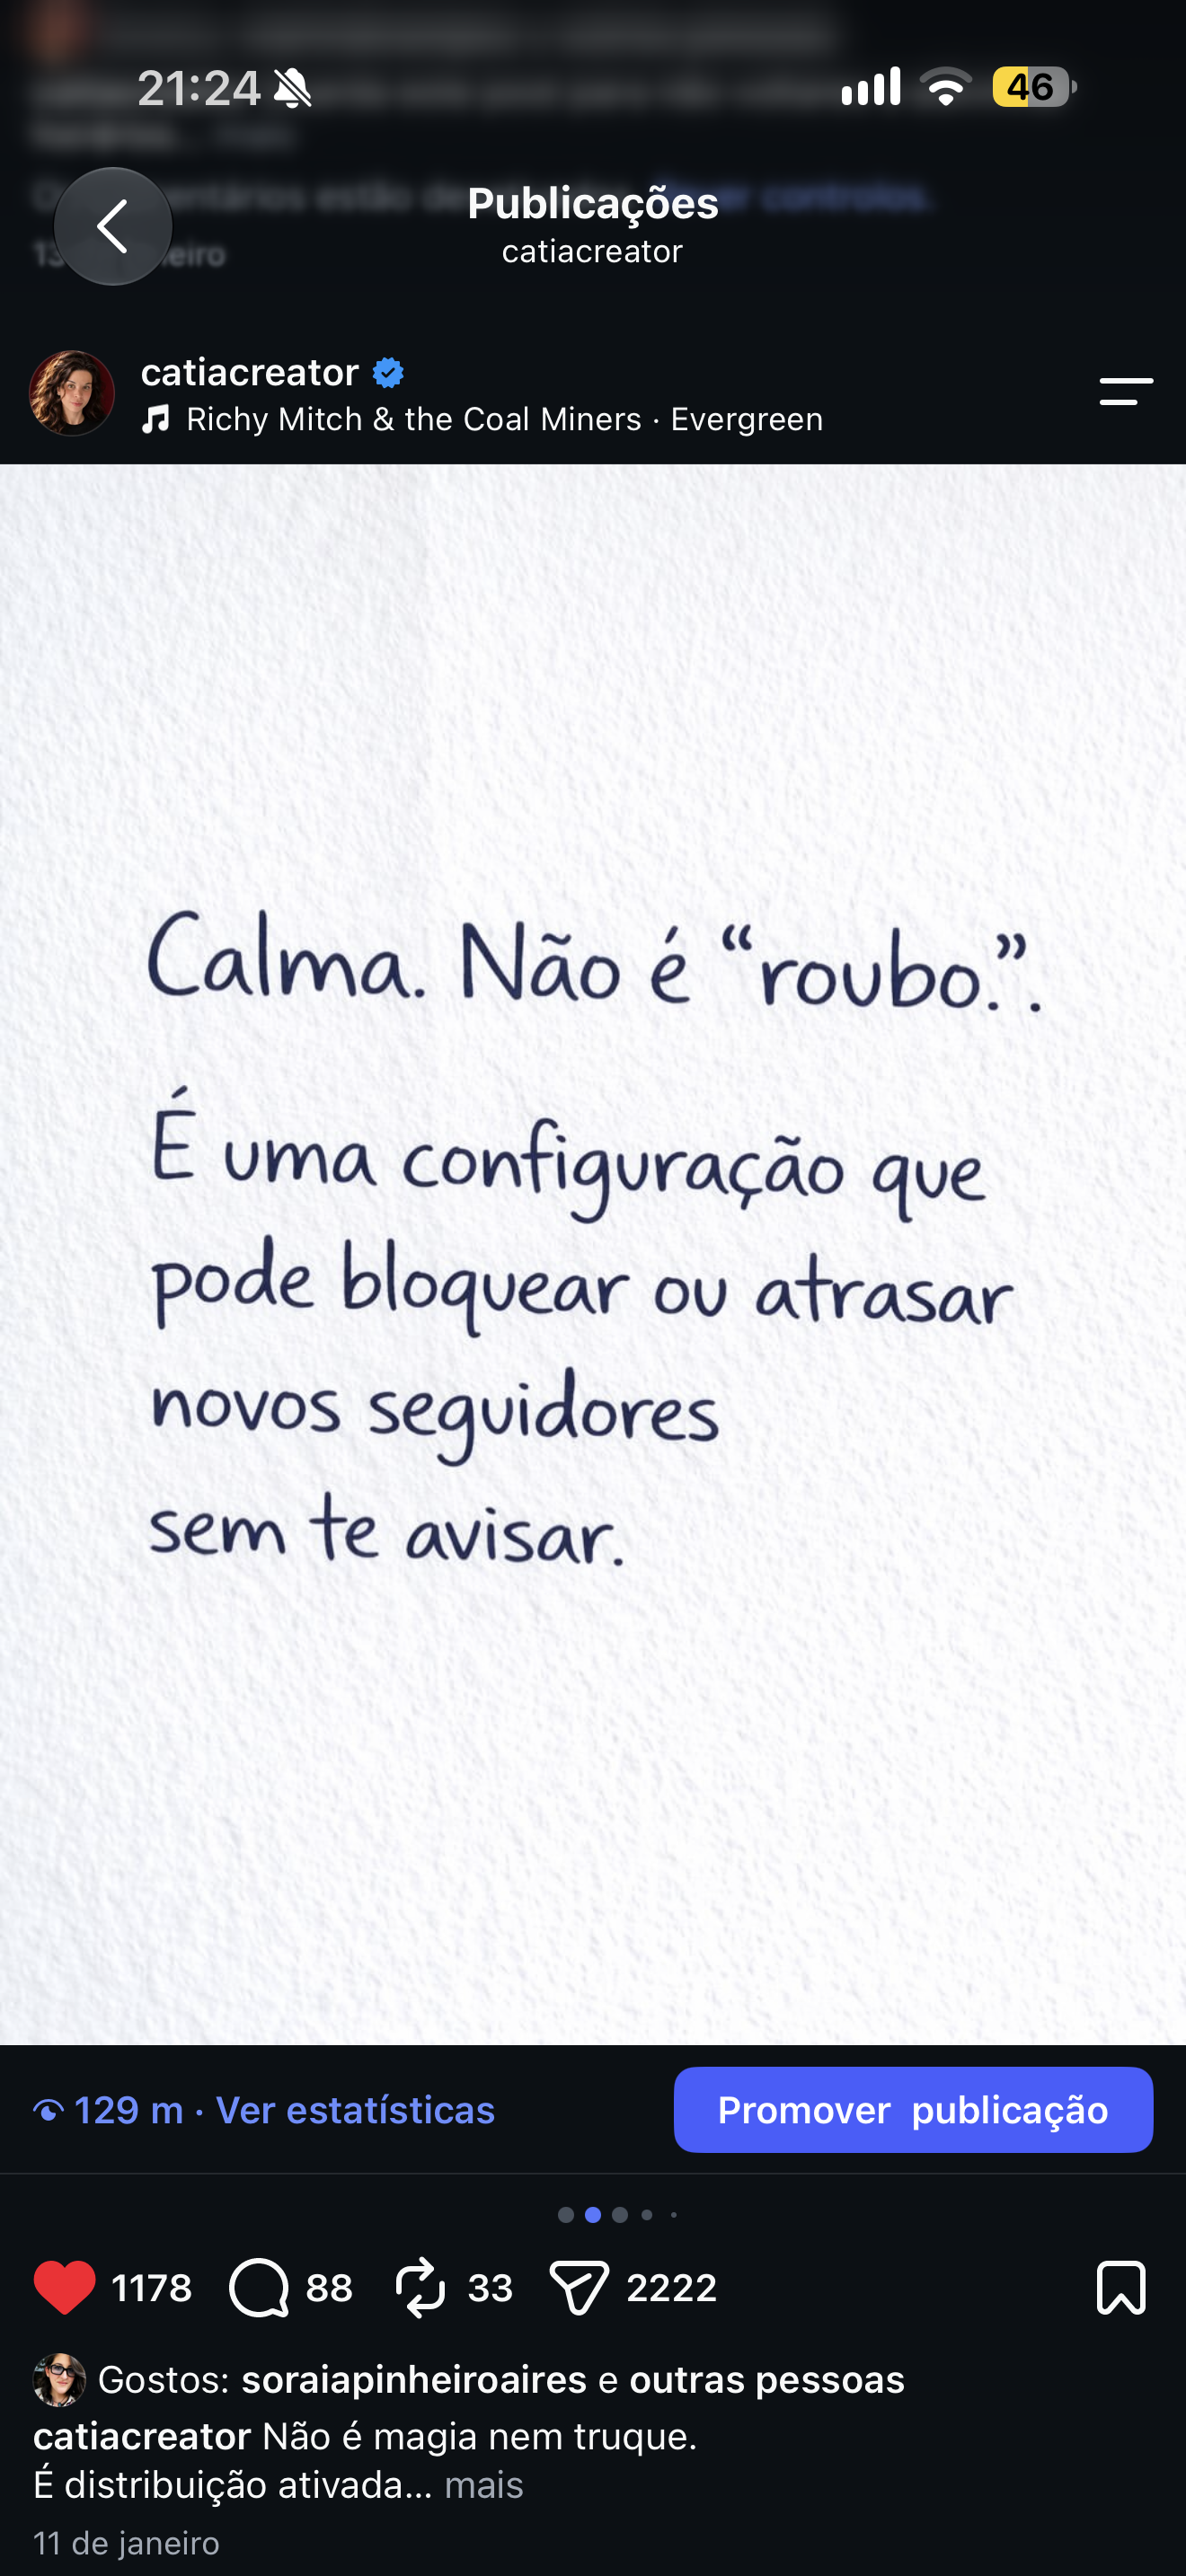 21:24
46
Publicações
catiacreator
catiacreator
Richy Mitch & the Coal Miners · Evergreen
Calma. Não é “roubo.”.
É uma configuração que
pode bloquear ou atrasar
novos seguidores
sem te avisar.
129 m · Ver estatísticas
Promover publicação
1178 88 33 2222
Gostos: soraiapinheiroaires e outras pessoas
catiacreator Não é magia nem truque.
É distribuição ativada... mais
11 de janeiro